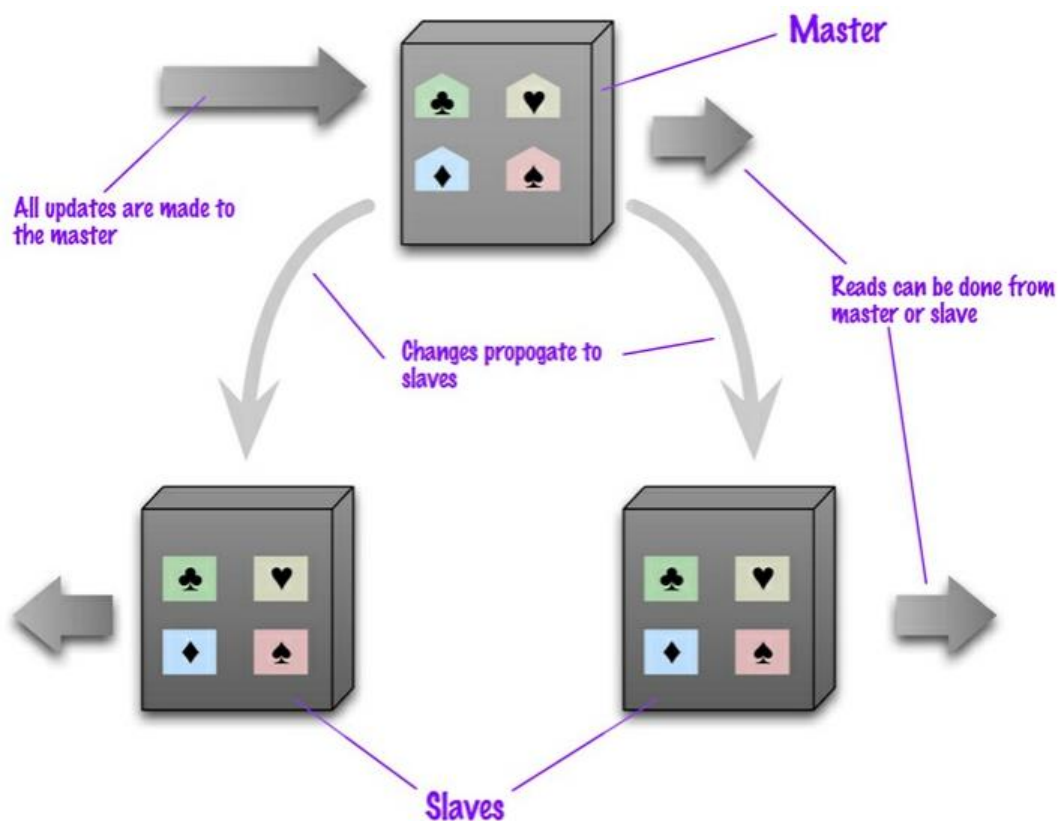 Master
All updates are made to
the master
Reads can be done from
master or slave
Changes propogate to
slaves
Slaves